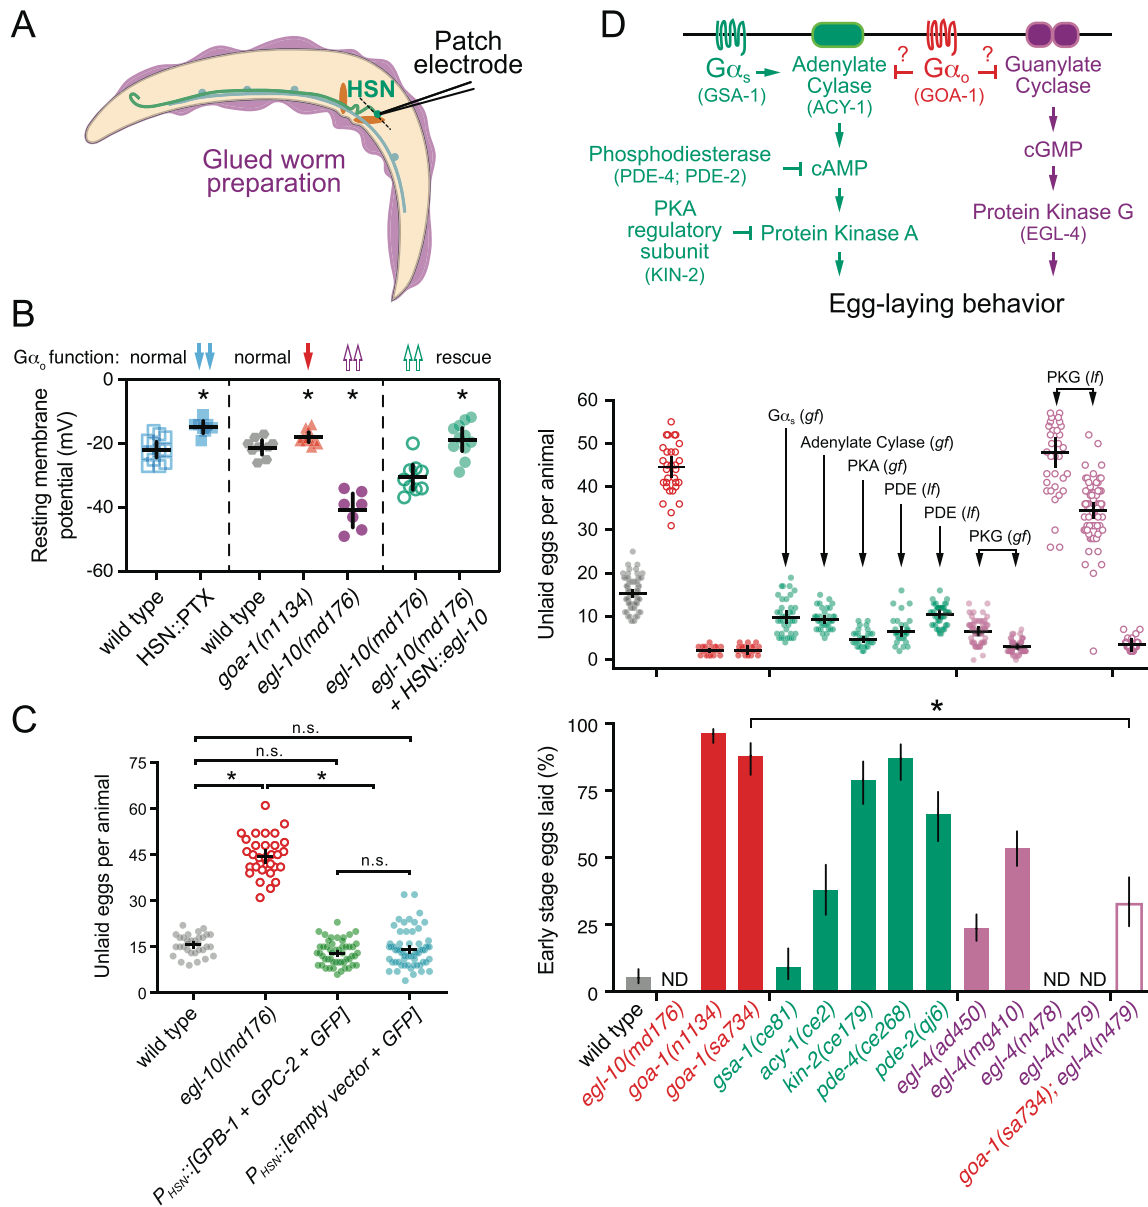 A
Patch
electrode
HSN
Glued worm
preparation
B
Gαo function: normal normal rescue
Resting membrane
potential (mV)
0
-20
-40
-60
* * * *
wild type
HSN::PTX
wild type
goa-1(n1134)
egl-10(md176)
egl-10(md176)
egl-10(md176)
+ HSN::egl-10
C
Unlaid eggs per animal
75
60
45
30
15
0
n.s.
n.s.
* *
n.s.
wild type
egl-10(md176)
PHSN::[GPB-1 + GPC-2 + GFP]
PHSN::[empty vector + GFP]
D
Gαs
(GSA-1)
Adenylate
Cylase
(ACY-1)
?
Gαo
(GOA-1)
?
Guanylate
Cyclase
Phosphodiesterase
(PDE-4; PDE-2)
cAMP
cGMP
PKA
regulatory
subunit
(KIN-2)
Protein Kinase A
Protein Kinase G
(EGL-4)
Egg-laying behavior
Unlaid eggs per animal
60
50
40
30
20
10
0
Gαs (gf)
Adenylate Cylase (gf)
PKA (gf)
PDE (lf)
PDE (lf)
PKG (gf)
PKG (lf)
Early stage eggs laid (%)
100
75
50
25
0
*
ND
ND ND
wild type
egl-10(md176)
goa-1(n1134)
goa-1(sa734)
gsa-1(ce81)
acy-1(ce2)
kin-2(ce179)
pde-4(ce268)
pde-2(qj6)
egl-4(ad450)
egl-4(mg410)
egl-4(n478)
egl-4(n479)
goa-1(sa734); egl-4(n479)